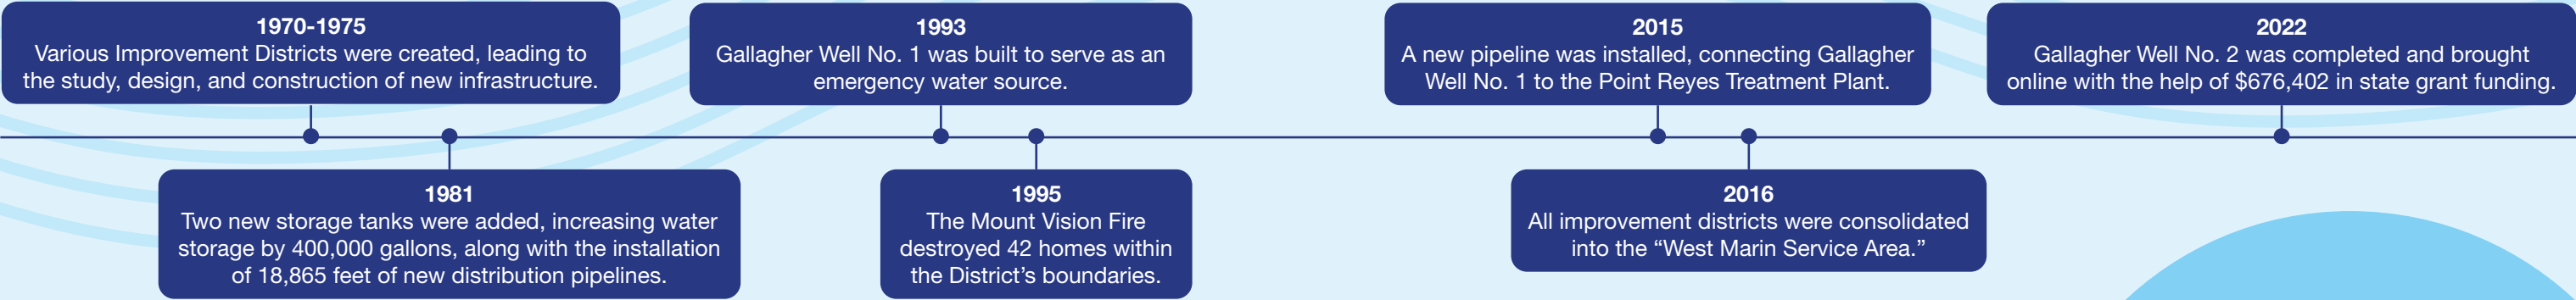 1970-1975
Various Improvement Districts were created, leading to
the study, design, and construction of new infrastructure.
1981
Two new storage tanks were added, increasing water
storage by 400,000 gallons, along with the installation
of 18,865 feet of new distribution pipelines.
1993
Gallagher Well No. 1 was built to serve as an
emergency water source.
1995
The Mount Vision Fire
destroyed 42 homes within
the District’s boundaries.
2015
A new pipeline was installed, connecting Gallagher
Well No. 1 to the Point Reyes Treatment Plant.
2016
All improvement districts were consolidated
into the “West Marin Service Area.”
2022
Gallagher Well No. 2 was completed and brought
online with the help of $676,402 in state grant funding.